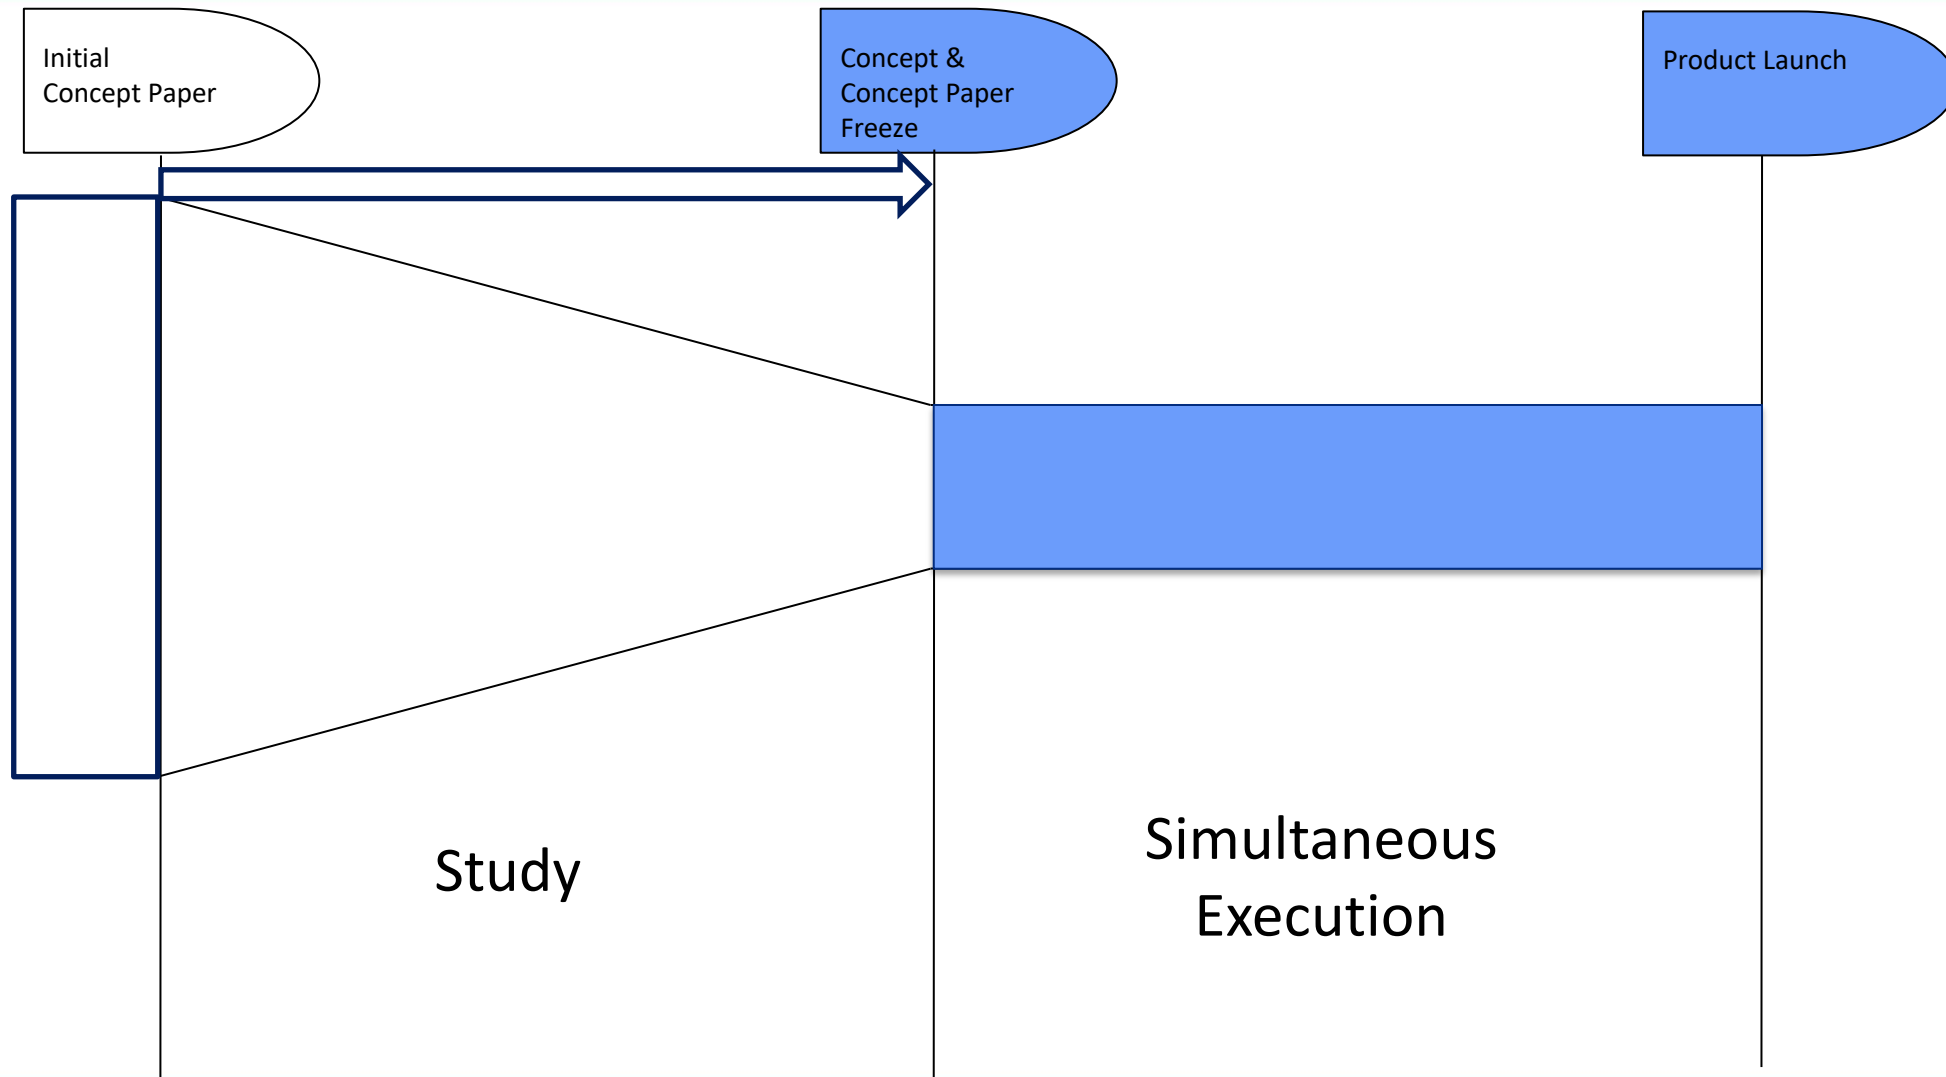 Initial
Concept Paper
Concept &
Concept Paper
Freeze
Product Launch
Study
Simultaneous
Execution